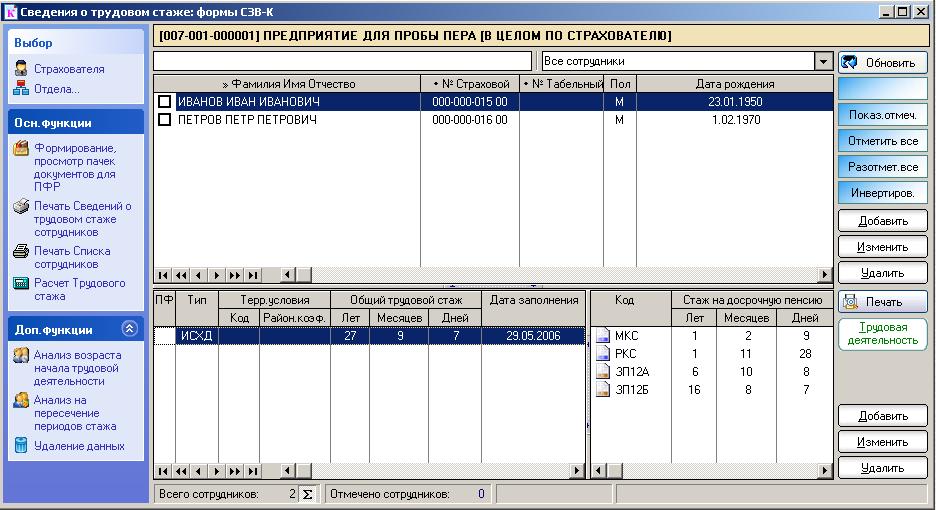 Сведения о трудовом стаже: формы СЗВ-К
Выбор
Страхователя
Отдела...
Осн.функции
Формирование,
просмотр пачек
документов для
ПФР
Печать Сведений о
трудовом стаже
сотрудников
Печать Списка
сотрудников
Расчет Трудового
стажа
Доп.функции
Анализ возраста
начала трудовой
деятельности
Анализ на
пересечение
периодов стажа
Удаление данных
[007-001-000001] ПРЕДПРИЯТИЕ ДЛЯ ПРОБЫ ПЕРА [В ЦЕЛОМ ПО СТРАХОВАТЕЛЮ]
Все сотрудники
» Фамилия Имя Отчество + № Страховой + № Табельный Пол Дата рождения
ИВАНОВ ИВАН ИВАНОВИЧ 000-000-015 00 М 23.01.1950
ПЕТРОВ ПЕТР ПЕТРОВИЧ 000-000-016 00 М 1.02.1970
Обновить
Показ.отмеч.
Отметить все
Разотмет.все
Инвертиров.
Добавить
Изменить
Удалить
ПФ Тип Терр.условия Общий трудовой стаж Дата заполнения
Код Район.коэф. Лет Месяцев Дней
ИСХД 27 9 7 29.05.2006
Код Стаж на досрочную пенсию
Лет Месяцев Дней
МКС 1 2 9
РКС 1 11 28
ЗП12А 6 10 8
ЗП12Б 16 8 7
Печать
Трудовая
деятельность
Добавить
Изменить
Удалить
Всего сотрудников: 2 Σ Отмечено сотрудников: 0